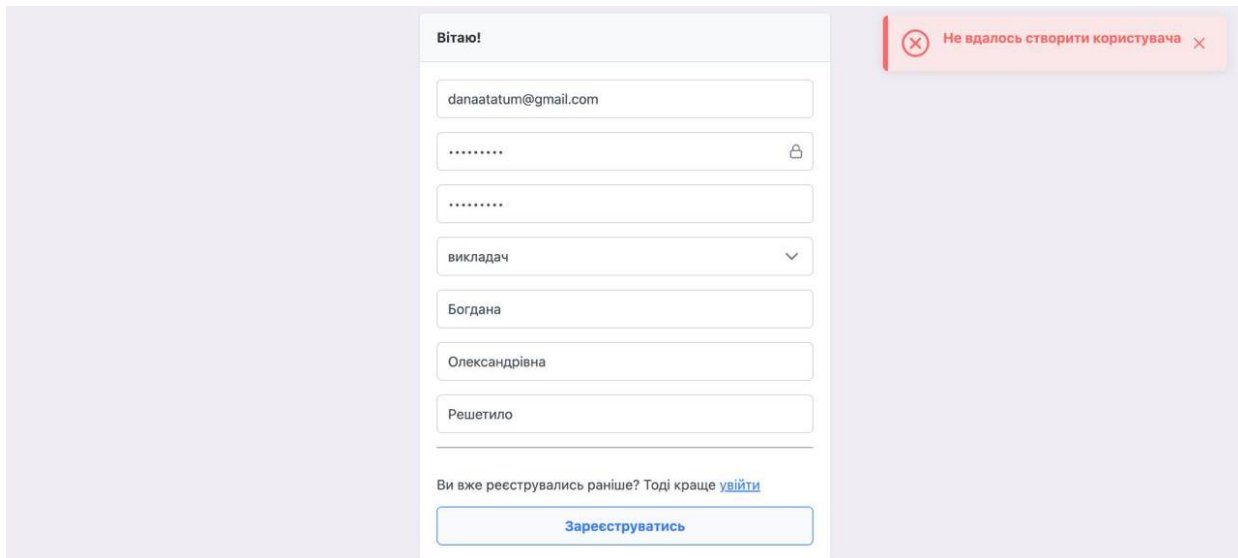 Вітаю!
Не вдалось створити користувача
danaatatum@gmail.com
•••••••••
•••••••••
викладач
Богдана
Олександрівна
Решетило
Ви вже реєструвались раніше? Тоді краще увійти
Зареєструватись